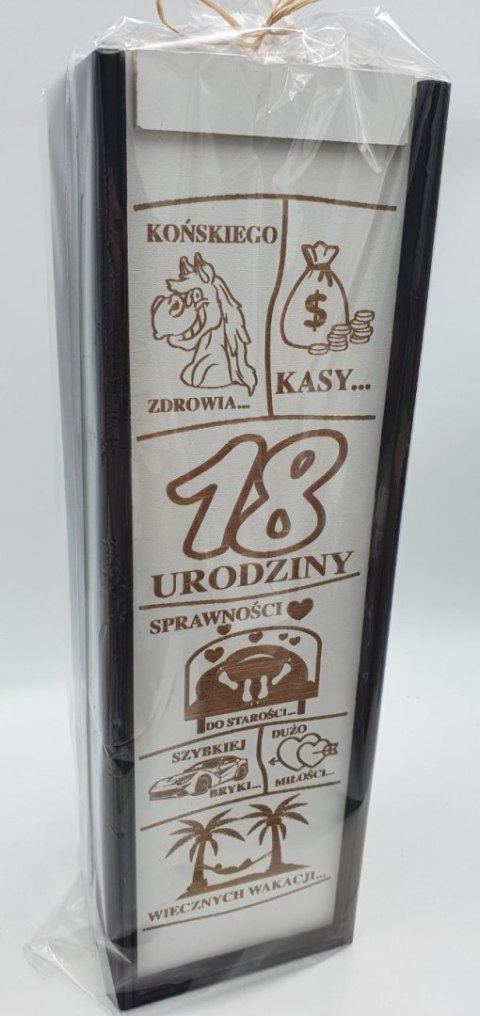 KOŃSKIEGO
ZDROWIA...
$
KASY...
18
URODZINY
SPRAWNOŚCI
DO STAROŚCI...
SZYBKIEJ
BRYKI...
DUŻO
MIŁOŚCI...
WIECZNYCH WAKACJI...